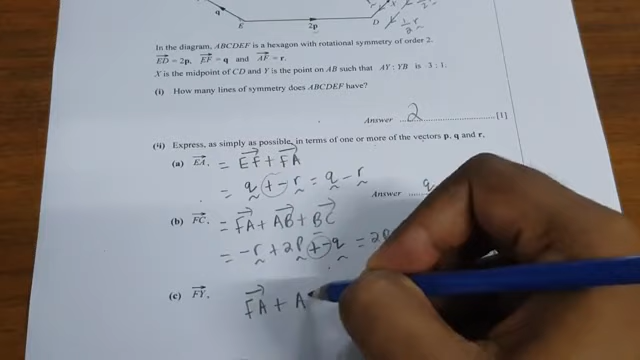 q E 2p D X 1/2 r
In the diagram, ABCDEF is a hexagon with rotational symmetry of order 2.
ED = 2p, EF = q and AF = r.
X is the midpoint of CD and Y is the point on AB such that AY : YB is 3 : 1.
(i) How many lines of symmetry does ABCDEF have?
Answer 2 [1]
(ii) Express, as simply as possible, in terms of one or more of the vectors p, q and r,
(a) EA, = EF + FA
= q + - r = q - r
Answer q
(b) FC, = FA + AB + BC
= -r + 2p + - q = 2p
(c) FY. FA + A